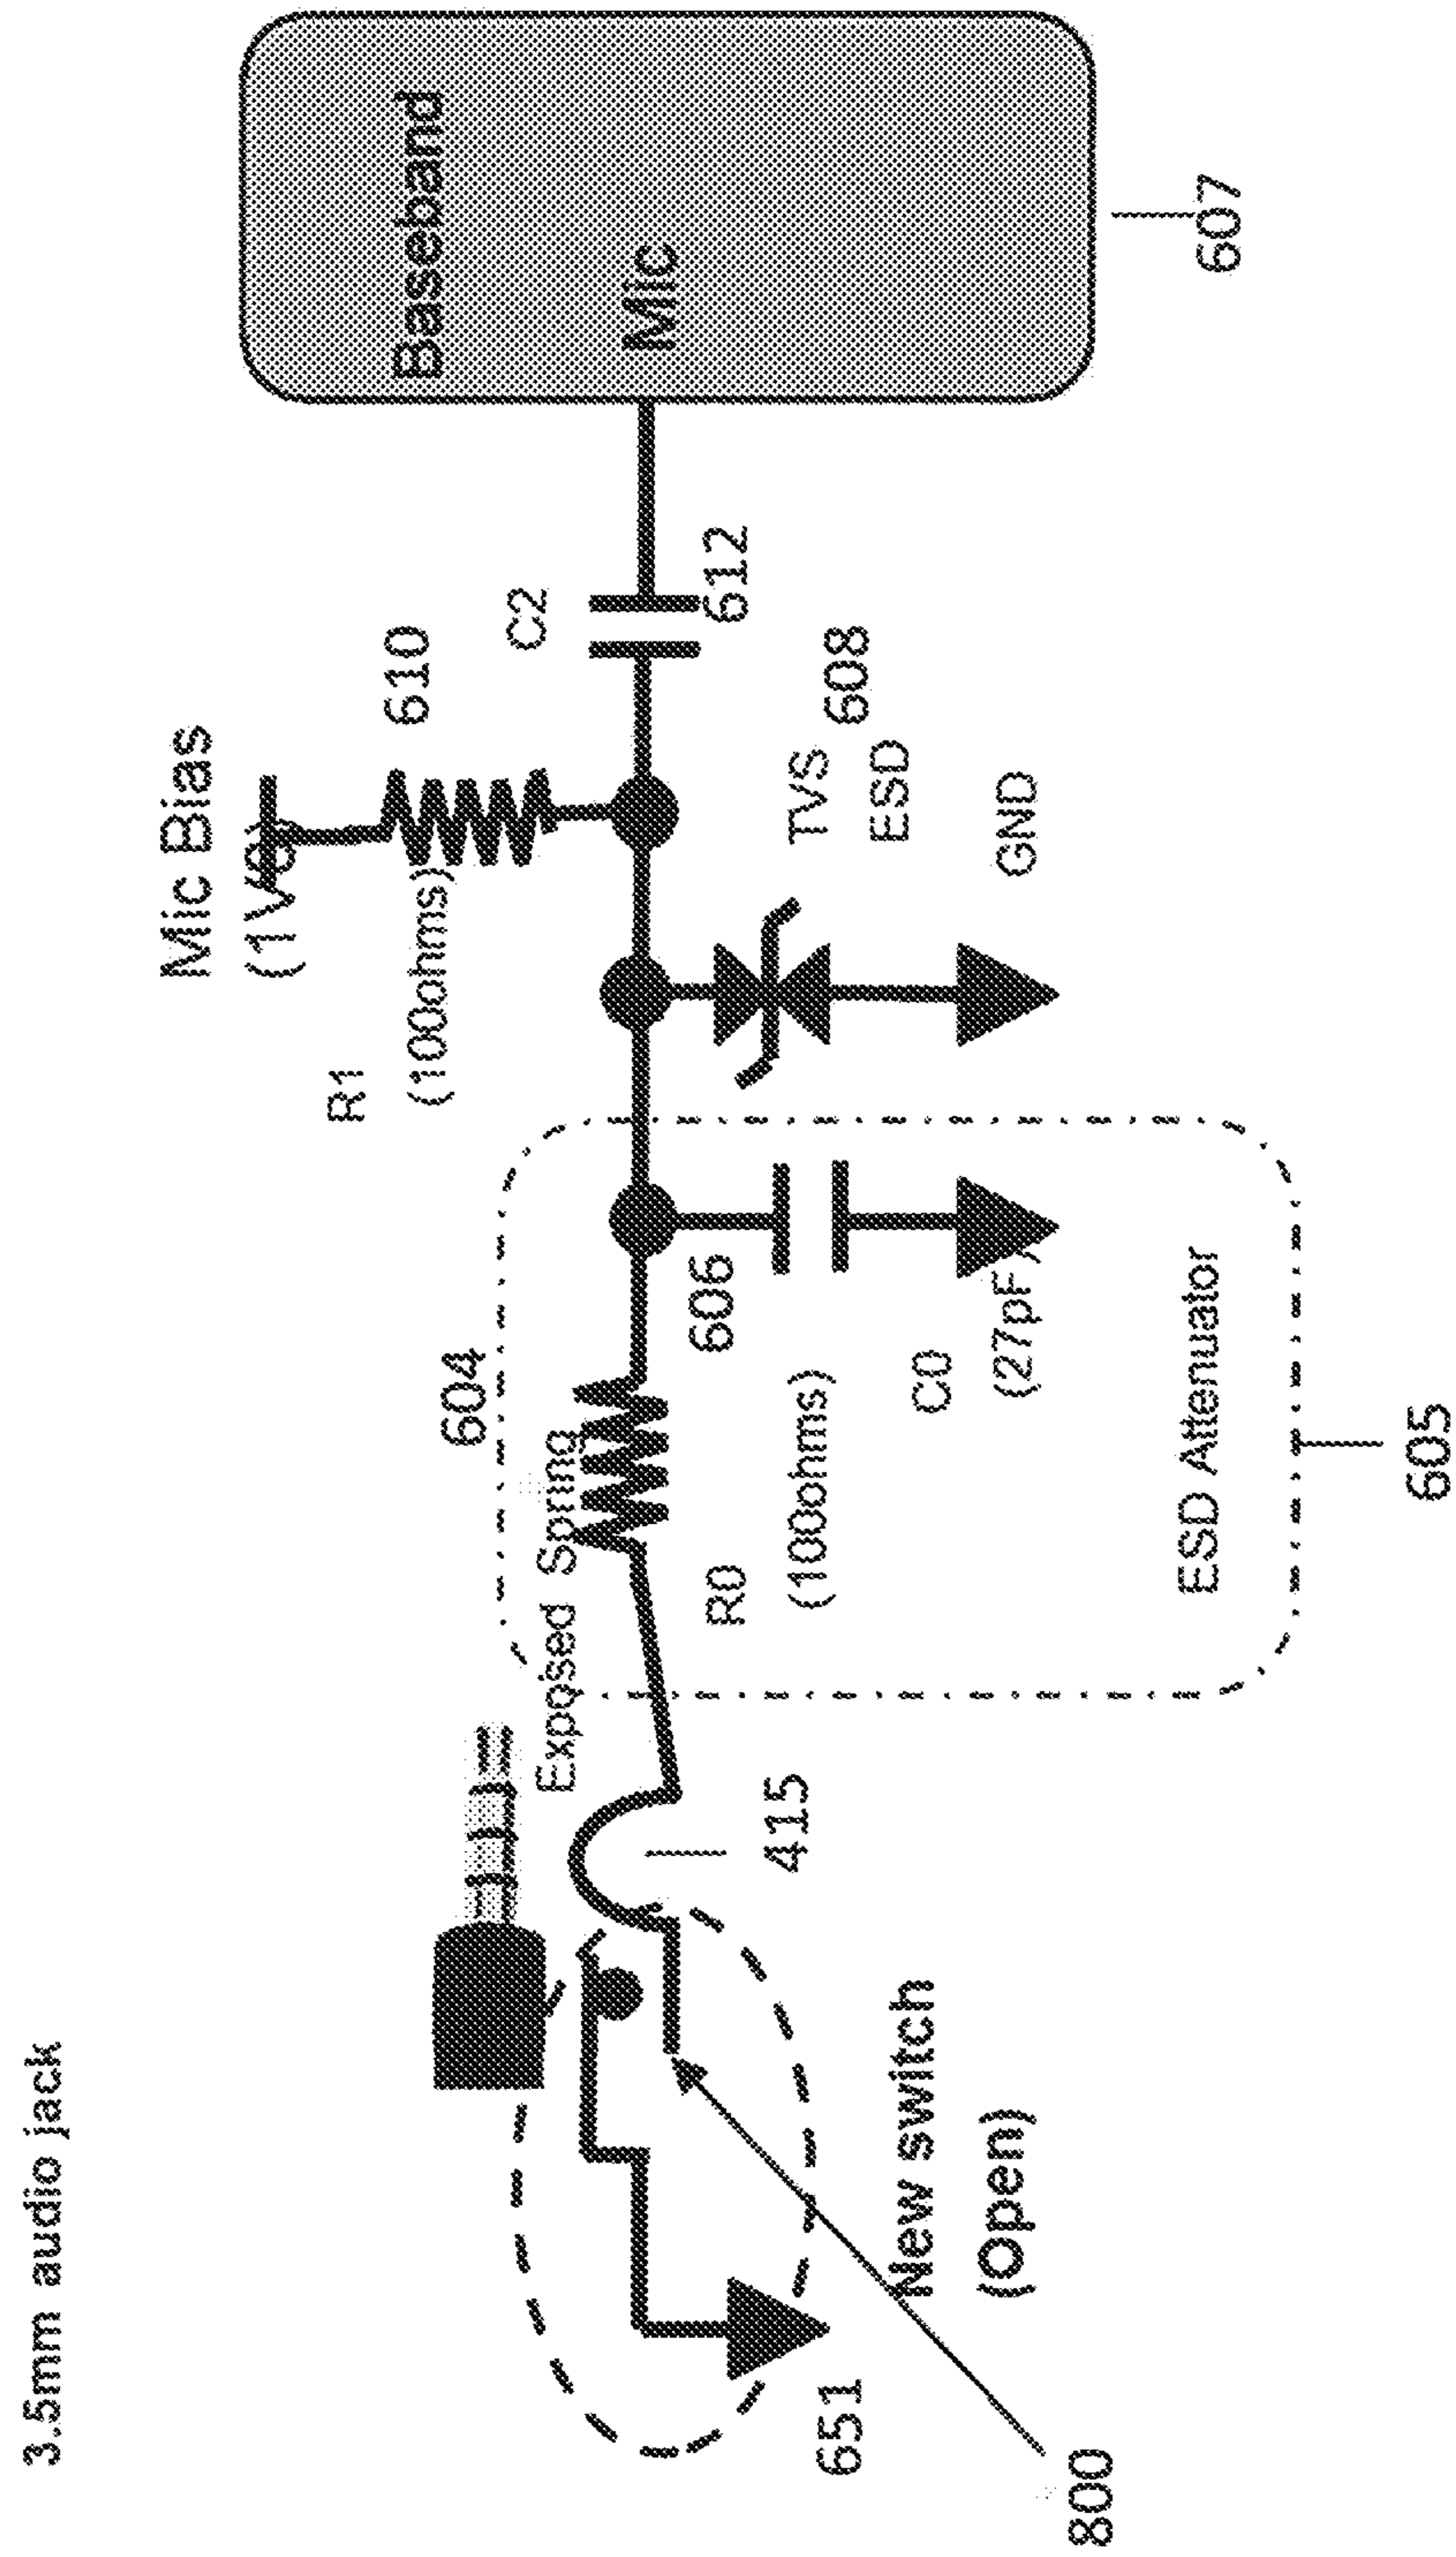 3.5mm audio jack
Mic Bias
(1V8)
R1
(100ohms)
610
C2
612
Baseband
Mic
607
604
Exposed Spring
606
R0
(100ohms)
C0
(27pF)
ESD Attenuator
605
TVS
608
ESD
GND
415
New switch
(Open)
651
800